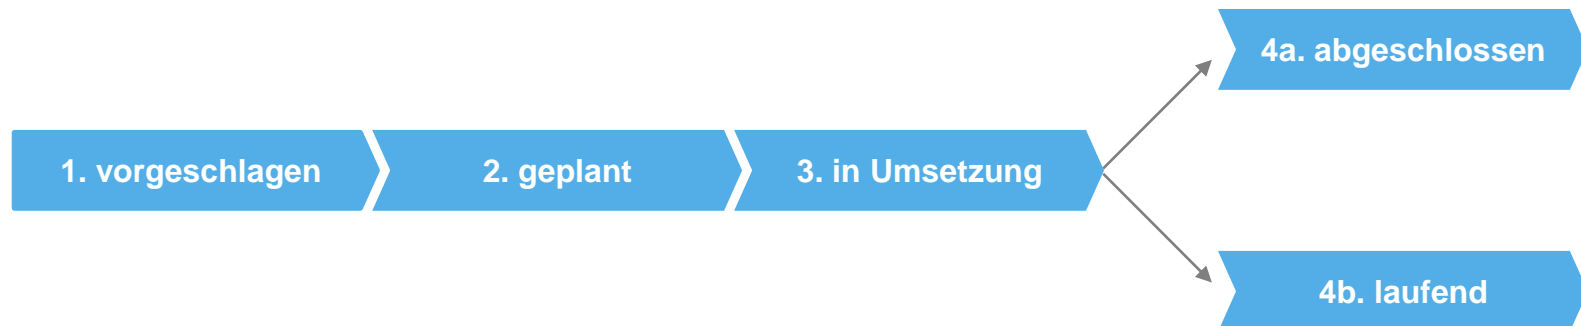 4a. abgeschlossen
1. vorgeschlagen
2. geplant
3. in Umsetzung
4b. laufend